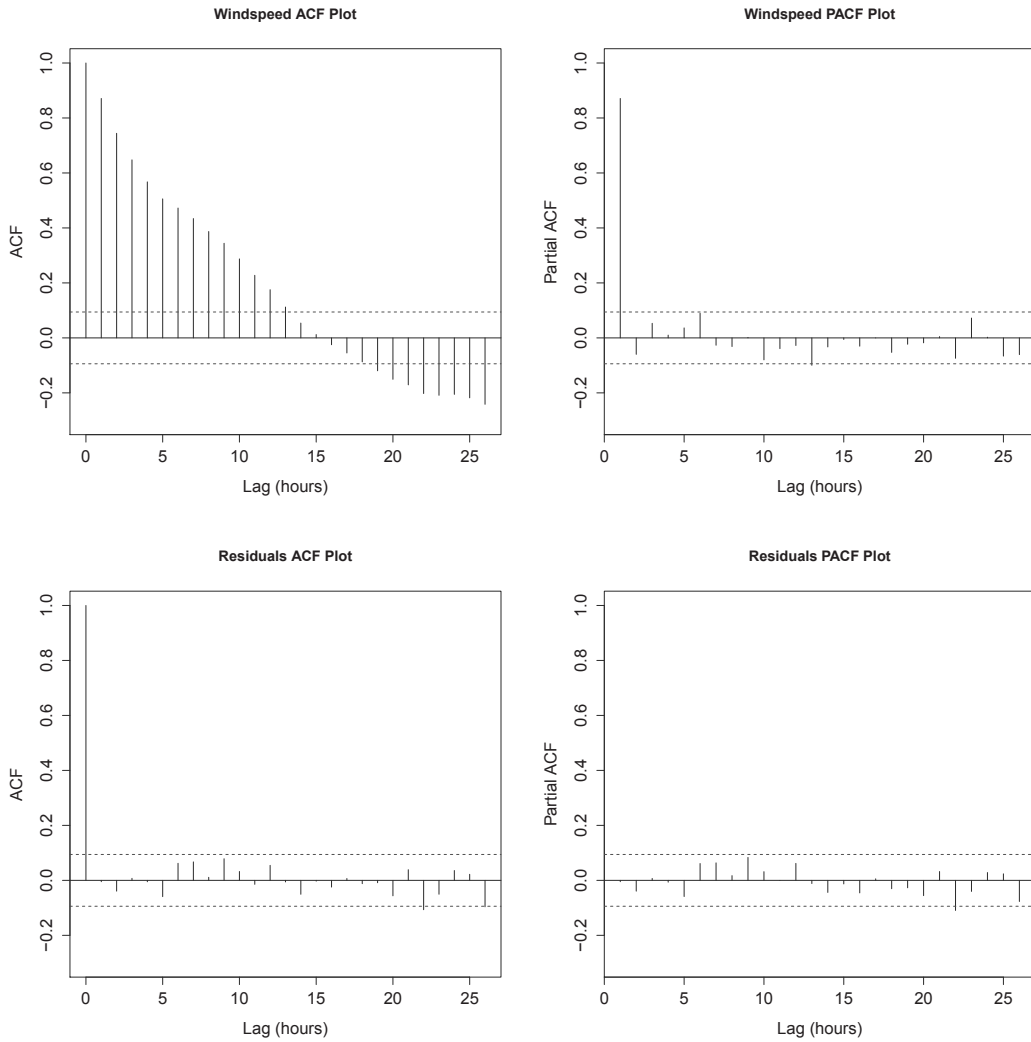 Windspeed ACF Plot
ACF
1.0
0.8
0.6
0.4
0.2
0.0
−0.2
0 5 10 15 20 25
Lag (hours)
Windspeed PACF Plot
Partial ACF
1.0
0.8
0.6
0.4
0.2
0.0
−0.2
0 5 10 15 20 25
Lag (hours)
Residuals ACF Plot
ACF
1.0
0.8
0.6
0.4
0.2
0.0
−0.2
0 5 10 15 20 25
Lag (hours)
Residuals PACF Plot
Partial ACF
1.0
0.8
0.6
0.4
0.2
0.0
−0.2
0 5 10 15 20 25
Lag (hours)